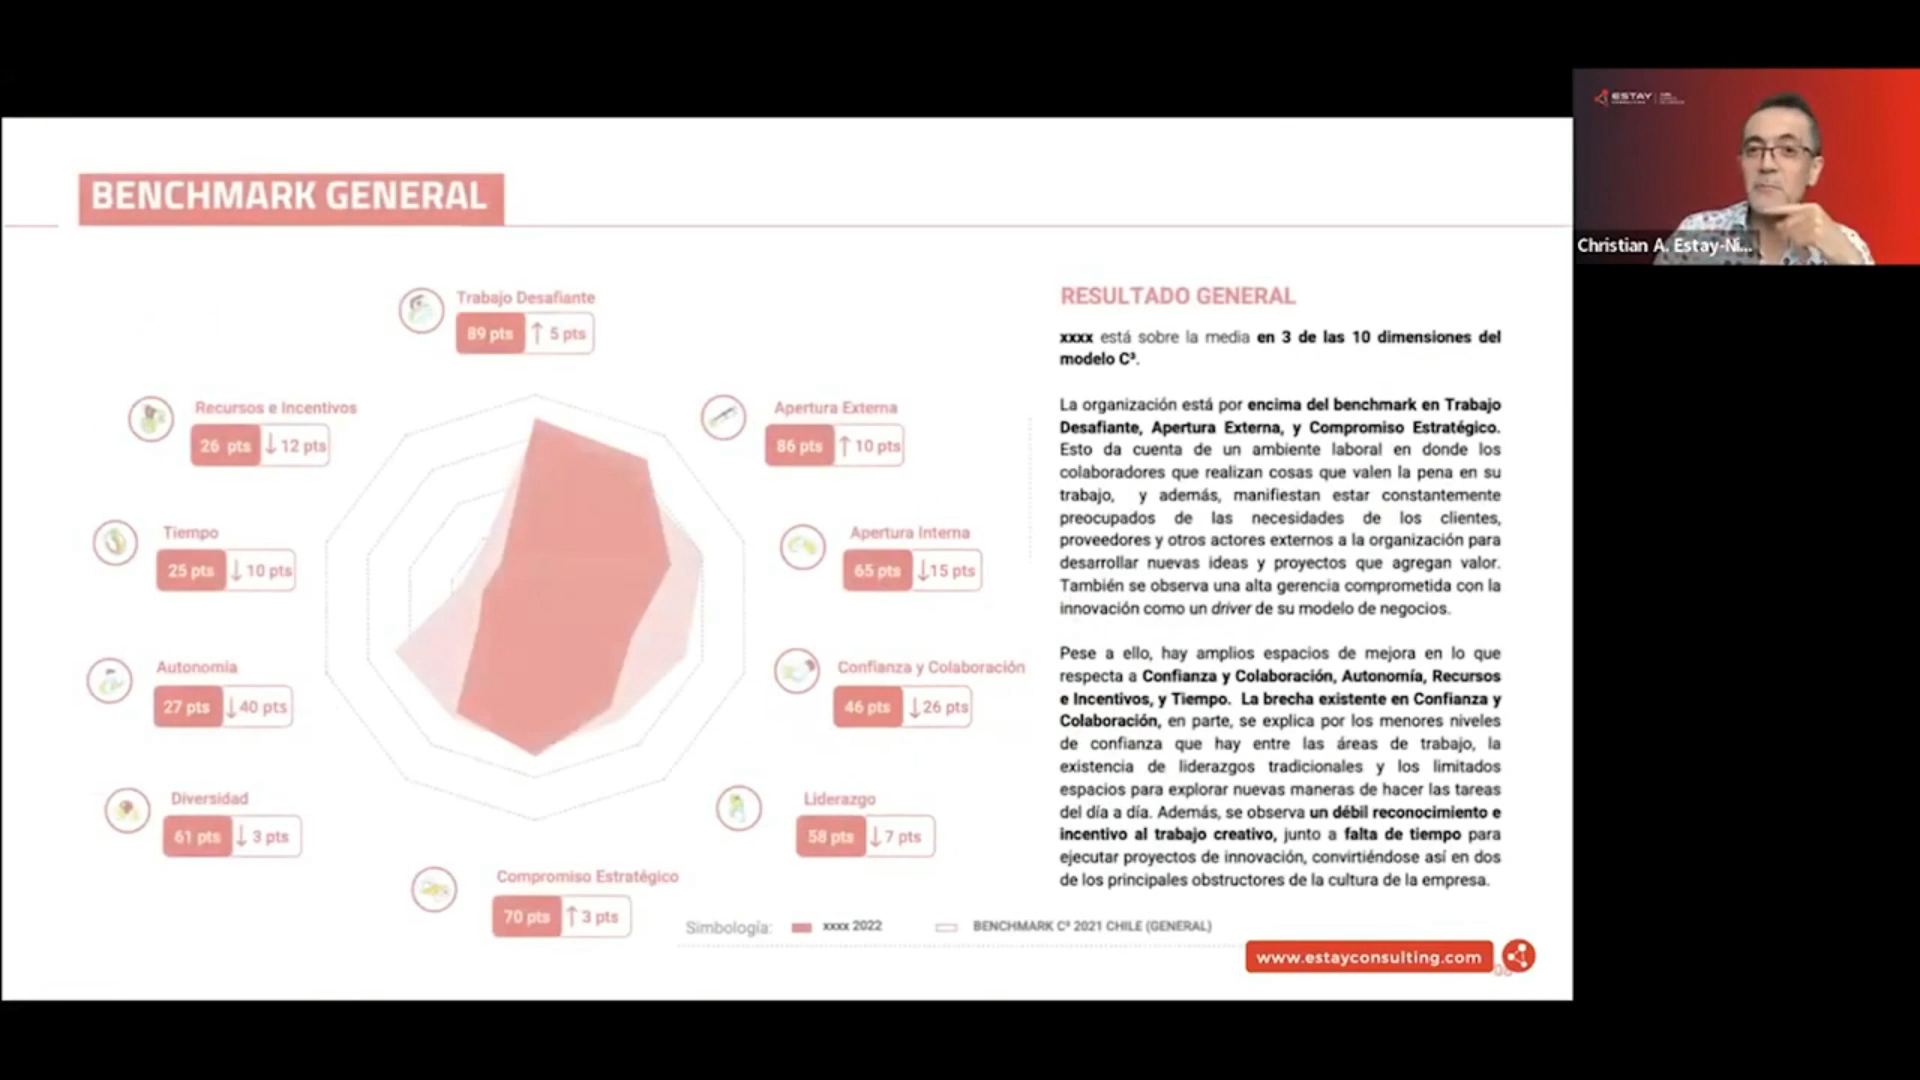 BENCHMARK GENERAL
Trabajo Desafiante
89 pts ↑ 5 pts
Recursos e Incentivos
26 pts ↓ 12 pts
Apertura Externa
86 pts ↑ 10 pts
Tiempo
25 pts ↓ 10 pts
Apertura Interna
65 pts ↓ 15 pts
Autonomía
27 pts ↓ 40 pts
Confianza y Colaboración
46 pts ↓ 26 pts
Diversidad
61 pts ↓ 3 pts
Liderazgo
58 pts ↓ 7 pts
Compromiso Estratégico
70 pts ↑ 3 pts
Simbología: xxxx 2022 BENCHMARK C³ 2021 CHILE (GENERAL)
RESULTADO GENERAL
xxxx está sobre la media en 3 de las 10 dimensiones del
modelo C³.
La organización está por encima del benchmark en Trabajo
Desafiante, Apertura Externa, y Compromiso Estratégico.
Esto da cuenta de un ambiente laboral en donde los
colaboradores que realizan cosas que valen la pena en su
trabajo, y además, manifiestan estar constantemente
preocupados de las necesidades de los clientes,
proveedores y otros actores externos a la organización para
desarrollar nuevas ideas y proyectos que agregan valor.
También se observa una alta gerencia comprometida con la
innovación como un driver de su modelo de negocios.
Pese a ello, hay amplios espacios de mejora en lo que
respecta a Confianza y Colaboración, Autonomía, Recursos
e Incentivos, y Tiempo. La brecha existente en Confianza y
Colaboración, en parte, se explica por los menores niveles
de confianza que hay entre las áreas de trabajo, la
existencia de liderazgos tradicionales y los limitados
espacios para explorar nuevas maneras de hacer las tareas
del día a día. Además, se observa un débil reconocimiento e
incentivo al trabajo creativo, junto a falta de tiempo para
ejecutar proyectos de innovación, convirtiéndose así en dos
de los principales obstructores de la cultura de la empresa.
www.estayconsulting.com
ESTAY
Christian A. Estay-Ni...